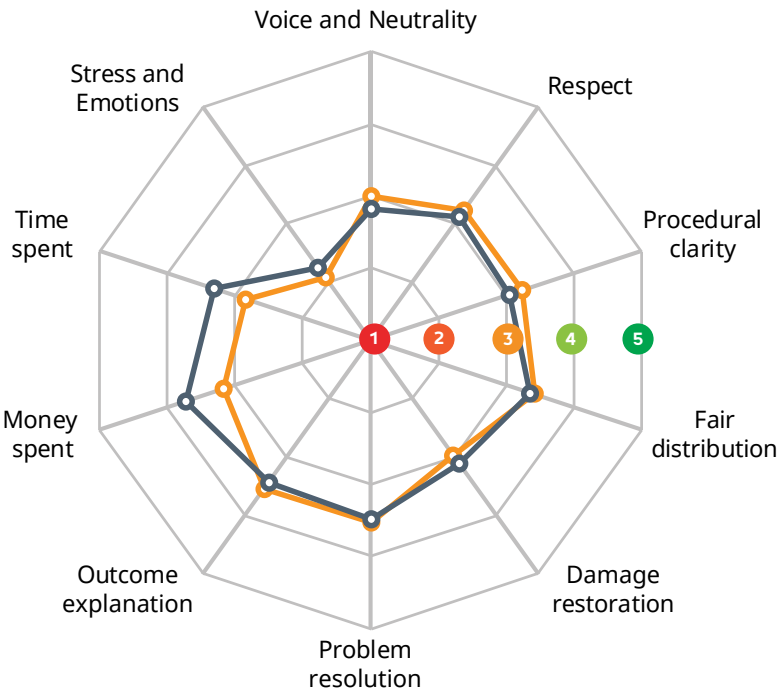 Voice and Neutrality
Stress and
Emotions
Respect
Time
spent
Procedural
clarity
1
2
3
4
5
Money
spent
Fair
distribution
Outcome
explanation
Damage
restoration
Problem
resolution